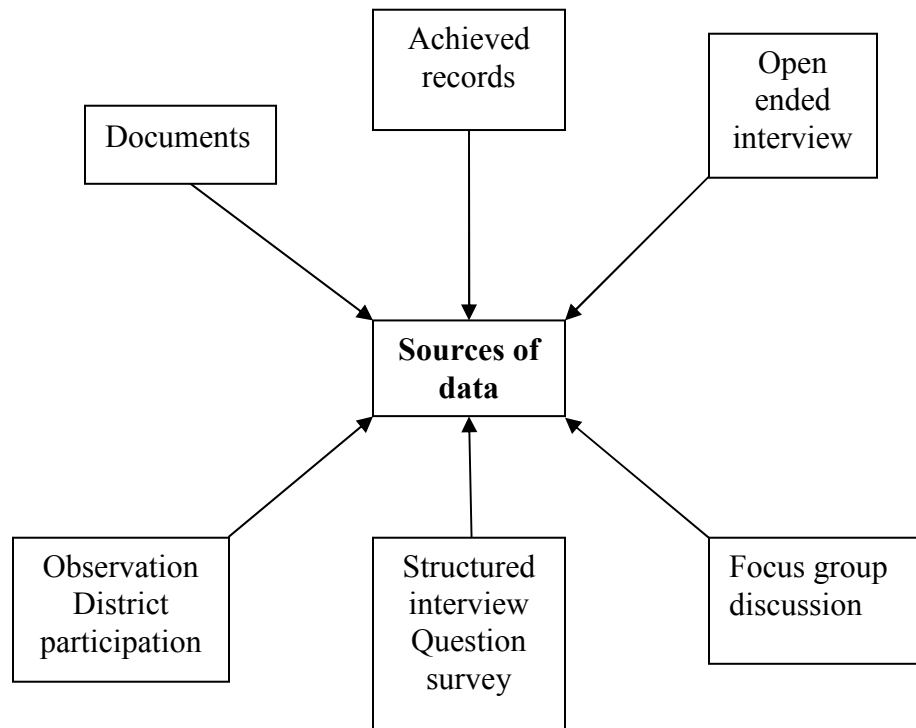 Achieved
records
Open
ended
interview
Documents
Sources of
data
Observation
District
participation
Structured
interview
Question
survey
Focus group
discussion